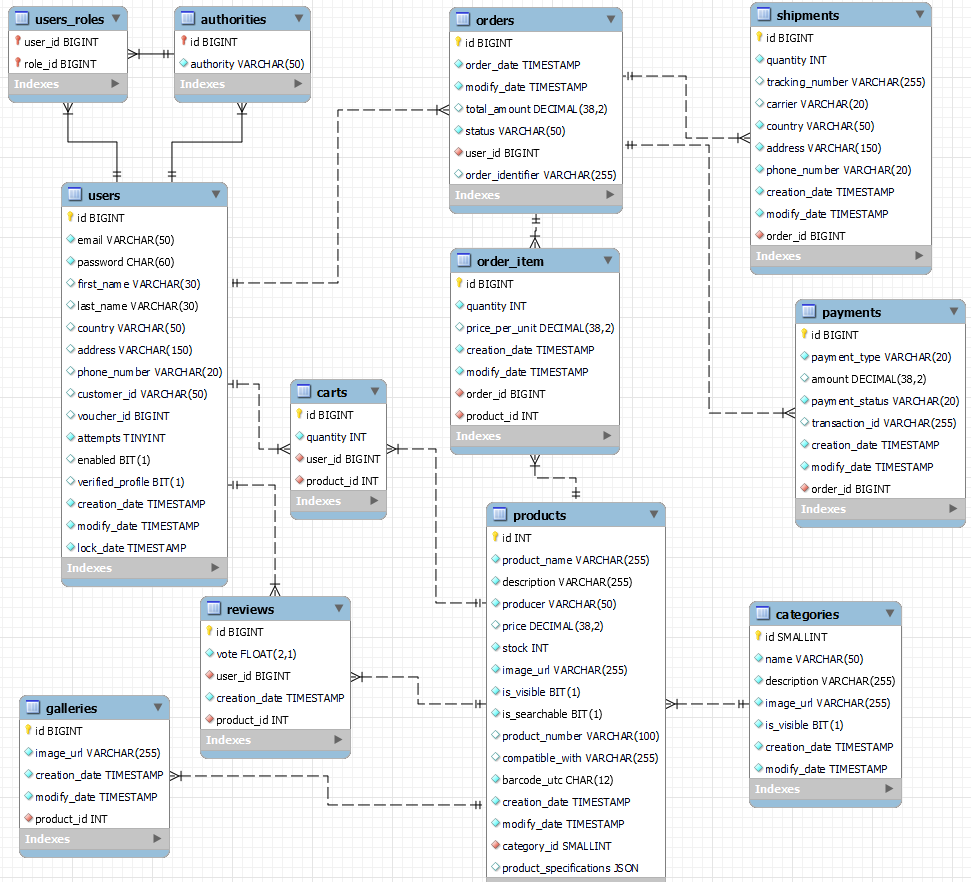 users_roles
user_id BIGINT
role_id BIGINT
Indexes
authorities
id BIGINT
authority VARCHAR(50)
Indexes
orders
id BIGINT
order_date TIMESTAMP
modify_date TIMESTAMP
total_amount DECIMAL(38,2)
status VARCHAR(50)
user_id BIGINT
order_identifier VARCHAR(255)
Indexes
shipments
id BIGINT
quantity INT
tracking_number VARCHAR(255)
carrier VARCHAR(20)
country VARCHAR(50)
address VARCHAR(150)
phone_number VARCHAR(20)
creation_date TIMESTAMP
modify_date TIMESTAMP
order_id BIGINT
Indexes
users
id BIGINT
email VARCHAR(50)
password CHAR(60)
first_name VARCHAR(30)
last_name VARCHAR(30)
country VARCHAR(50)
address VARCHAR(150)
phone_number VARCHAR(20)
customer_id VARCHAR(50)
voucher_id BIGINT
attempts TINYINT
enabled BIT(1)
verified_profile BIT(1)
creation_date TIMESTAMP
modify_date TIMESTAMP
lock_date TIMESTAMP
Indexes
order_item
id BIGINT
quantity INT
price_per_unit DECIMAL(38,2)
creation_date TIMESTAMP
modify_date TIMESTAMP
order_id BIGINT
product_id INT
Indexes
payments
id BIGINT
payment_type VARCHAR(20)
amount DECIMAL(38,2)
payment_status VARCHAR(20)
transaction_id VARCHAR(255)
creation_date TIMESTAMP
modify_date TIMESTAMP
order_id BIGINT
Indexes
carts
id BIGINT
quantity INT
user_id BIGINT
product_id INT
Indexes
products
id INT
product_name VARCHAR(255)
description VARCHAR(255)
producer VARCHAR(50)
price DECIMAL(38,2)
stock INT
image_url VARCHAR(255)
is_visible BIT(1)
is_searchable BIT(1)
product_number VARCHAR(100)
compatible_with VARCHAR(255)
barcode_utc CHAR(12)
creation_date TIMESTAMP
modify_date TIMESTAMP
category_id SMALLINT
product_specifications JSON
reviews
id BIGINT
vote FLOAT(2,1)
user_id BIGINT
creation_date TIMESTAMP
product_id INT
Indexes
categories
id SMALLINT
name VARCHAR(50)
description VARCHAR(255)
image_url VARCHAR(255)
is_visible BIT(1)
creation_date TIMESTAMP
modify_date TIMESTAMP
Indexes
galleries
id BIGINT
image_url VARCHAR(255)
creation_date TIMESTAMP
modify_date TIMESTAMP
product_id INT
Indexes